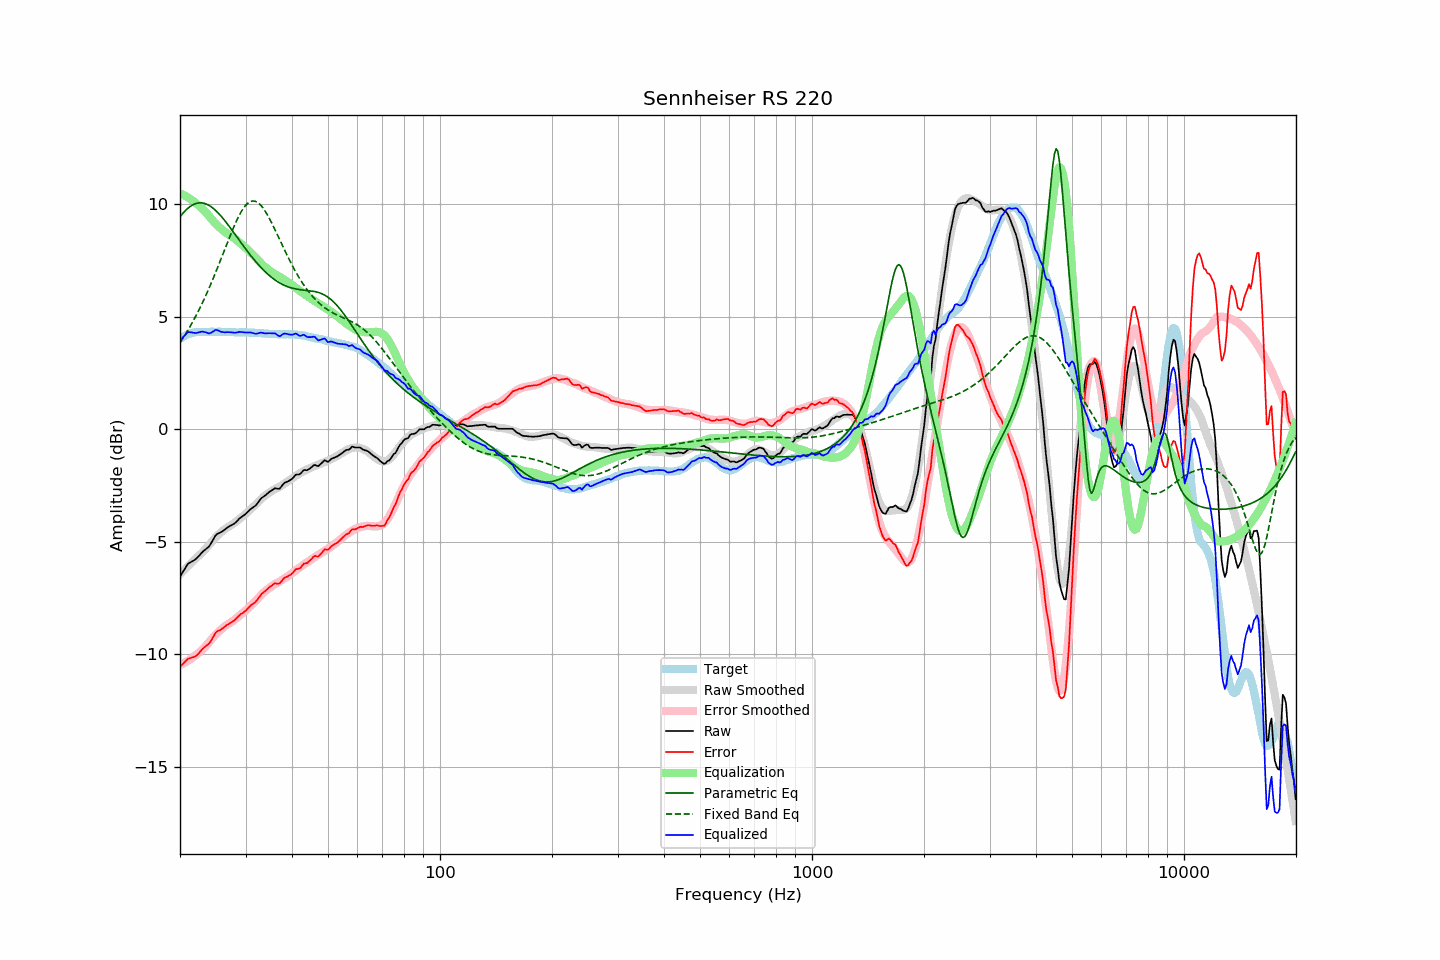 Sennheiser RS 220
Amplitude (dBr)
10
5
0
−5
−10
−15
Target
Raw Smoothed
Error Smoothed
Raw
Error
Equalization
Parametric Eq
Fixed Band Eq
Equalized
100 1000 10000
Frequency (Hz)